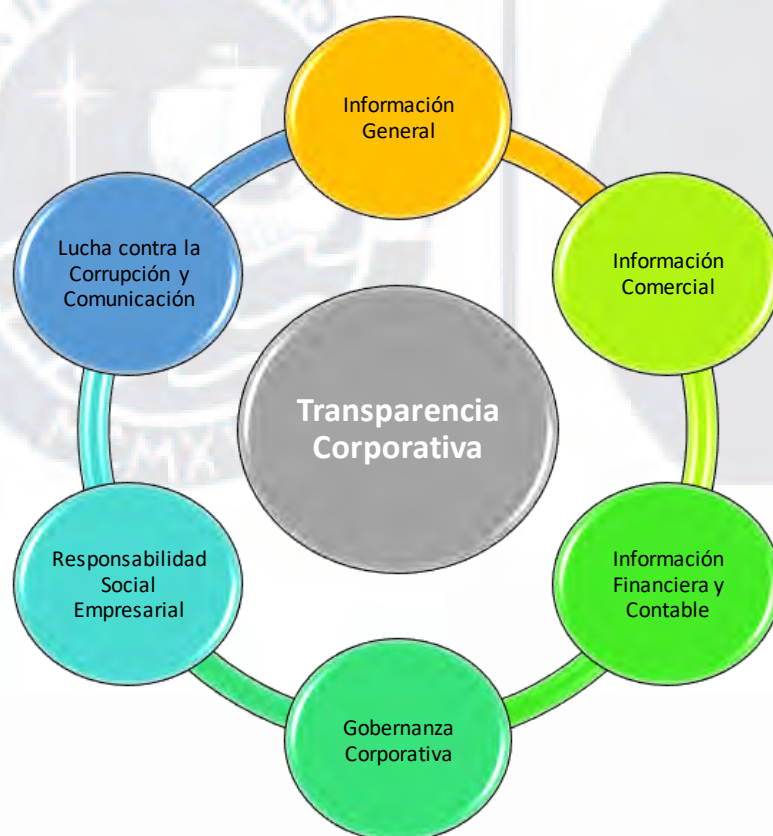 Información
General
Lucha contra la
Corrupción y
Comunicación
Información
Comercial
Transparencia
Corporativa
Responsabilidad
Social
Empresarial
Información
Financiera y
Contable
Gobernanza
Corporativa